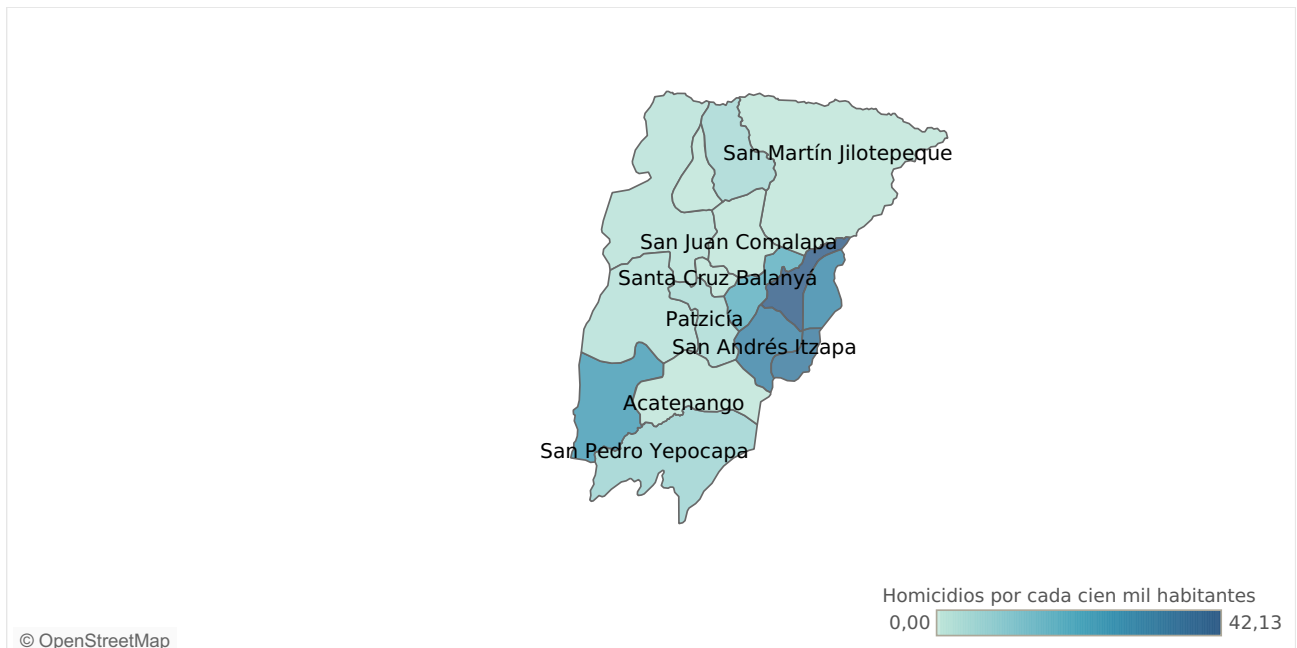 San Martín Jilotepeque
San Juan Comalapa
Santa Cruz Balanyá
Patzicía
San Andrés Itzapa
Acatenango
San Pedro Yepocapa
Homicidios por cada cien mil habitantes
0,00 42,13
© OpenStreetMap